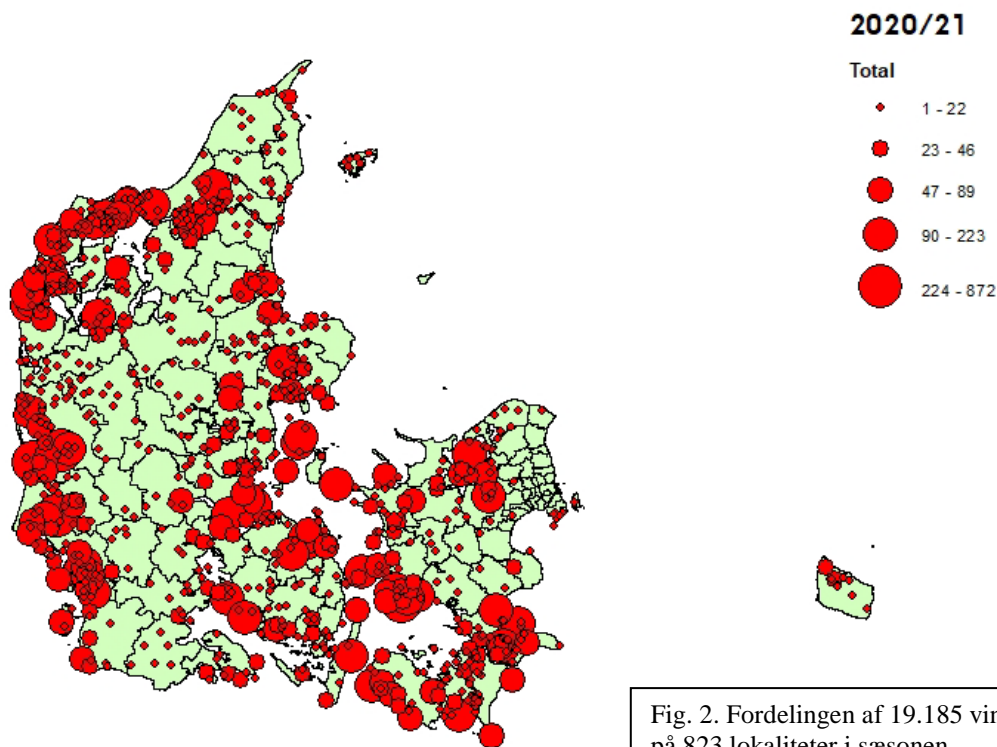 2020/21
Total
1 - 22
23 - 46
47 - 89
90 - 223
224 - 872
Fig. 2. Fordelingen af 19.185
på 823 lokaliteter i sæsonen